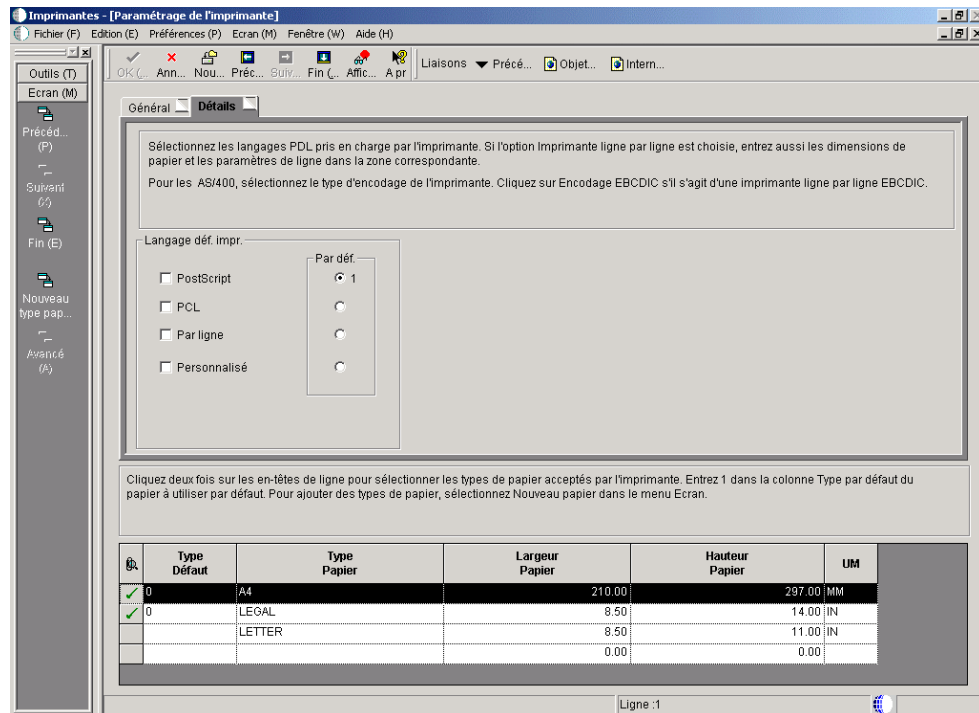 Imprimantes - [Paramétrage de l'imprimante]
Fichier (F) Edition (E) Préférences (P) Ecran (M) Fenêtre (W) Aide (H)
Outils (T)
Ecran (M)
Précéd... (P)
Suivant
Fin (E)
Nouveau type pap...
Avancé (A)
OK (... Ann... Nou... Préc... Suiv... Fin (... Affic... A pr Liaisons Précé... Objet... Intern...
Général Détails
Sélectionnez les langages PDL pris en charge par l'imprimante. Si l'option Imprimante ligne par ligne est choisie, entrez aussi les dimensions de
papier et les paramètres de ligne dans la zone correspondante.
Pour les AS/400, sélectionnez le type d'encodage de l'imprimante. Cliquez sur Encodage EBCDIC s'il s'agit d'une imprimante ligne par ligne EBCDIC.
Langage déf. impr.
Par déf.
PostScript 1
PCL
Par ligne
Personnalisé
Cliquez deux fois sur les en-têtes de ligne pour sélectionner les types de papier acceptés par l'imprimante. Entrez 1 dans la colonne Type par défaut du
papier à utiliser par défaut. Pour ajouter des types de papier, sélectionnez Nouveau papier dans le menu Ecran.
Type Défaut Type Papier Largeur Papier Hauteur Papier UM
0 A4 210.00 297.00 MM
0 LEGAL 8.50 14.00 IN
LETTER 8.50 11.00 IN
0.00 0.00
Ligne :1